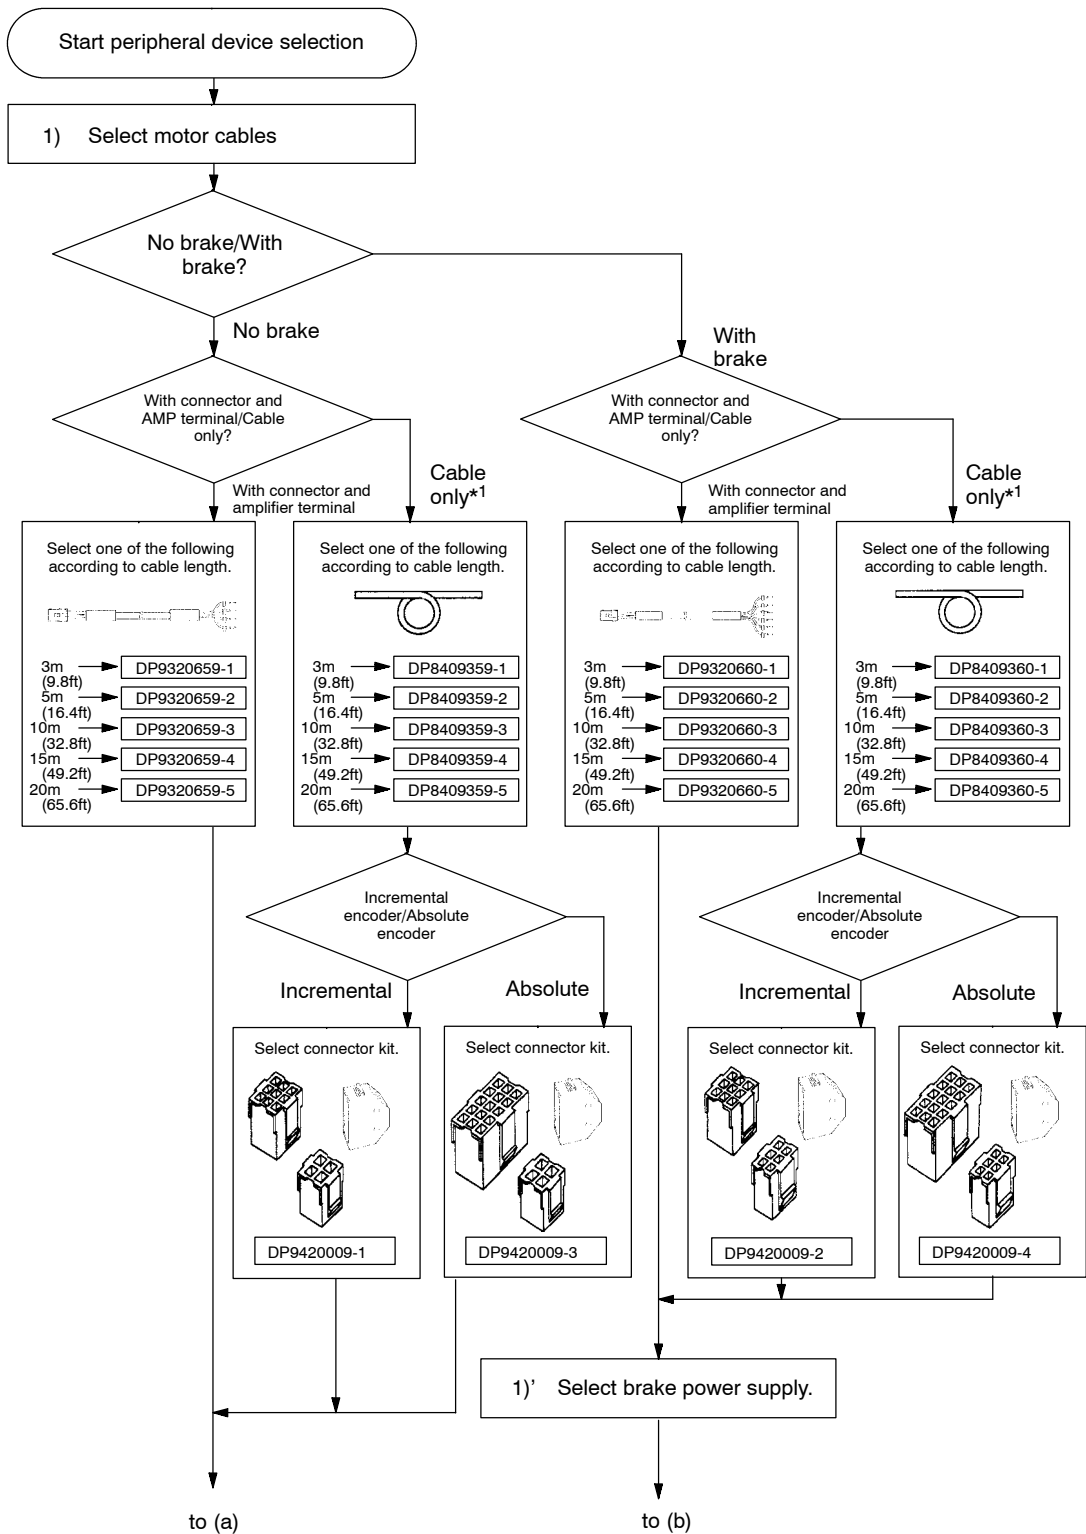 Start peripheral device selection
1) Select motor cables
No brake/With
brake?
No brake
With
brake
With connector and
AMP terminal/Cable
only?
With connector and
AMP terminal/Cable
only?
Cable
only*1
With connector and
amplifier terminal
Cable
only*1
With connector and
amplifier terminal
Select one of the following
according to cable length.
3m
(9.8ft)
DP9320659-1
5m
(16.4ft)
DP9320659-2
10m
(32.8ft)
DP9320659-3
15m
(49.2ft)
DP9320659-4
20m
(65.6ft)
DP9320659-5
Select one of the following
according to cable length.
3m
(9.8ft)
DP8409359-1
5m
(16.4ft)
DP8409359-2
10m
(32.8ft)
DP8409359-3
15m
(49.2ft)
DP8409359-4
20m
(65.6ft)
DP8409359-5
Select one of the following
according to cable length.
3m
(9.8ft)
DP9320660-1
5m
(16.4ft)
DP9320660-2
10m
(32.8ft)
DP9320660-3
15m
(49.2ft)
DP9320660-4
20m
(65.6ft)
DP9320660-5
Select one of the following
according to cable length.
3m
(9.8ft)
DP8409360-1
5m
(16.4ft)
DP8409360-2
10m
(32.8ft)
DP8409360-3
15m
(49.2ft)
DP8409360-4
20m
(65.6ft)
DP8409360-5
Incremental
encoder/Absolute
encoder
Incremental
encoder/Absolute
encoder
Incremental
Absolute
Incremental
Absolute
Select connector kit.
DP9420009-1
Select connector kit.
DP9420009-3
Select connector kit.
DP9420009-2
Select connector kit.
DP9420009-4
1)' Select brake power supply.
to (a)
to (b)